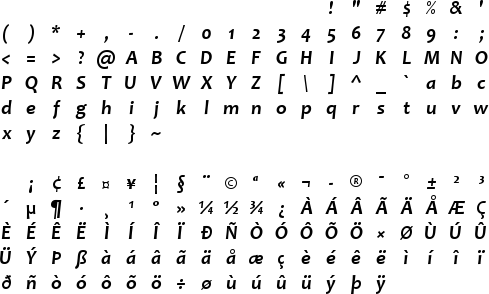 ! " # $ % & '
( ) * + , - . / 0 1 2 3 4 5 6 7 8 9 : ;
< = > ? @ A B C D E F G H I J K L M N O
P Q R S T U V W X Y Z [ \ ] ^ _ ` a b c
d e f g h i j k l m n o p q r s t u v w
x y z { | } ~
¡ ¢ £ ¤ ¥ ¦ § ¨ © ª « ¬ - ® ¯ ° ± ² ³
´ µ ¶ · ¸ ¹ º » ¼ ½ ¾ ¿ À Á Â Ã Ä Å Æ Ç
È É Ê Ë Ì Í Î Ï Ð Ñ Ò Ó Ô Õ Ö × Ø Ù Ú Û
Ü Ý Þ ß à á â ã ä å æ ç è é ê ë ì í î ï
ð ñ ò ó ô õ ö ÷ ø ù ú û ü ý þ ÿ